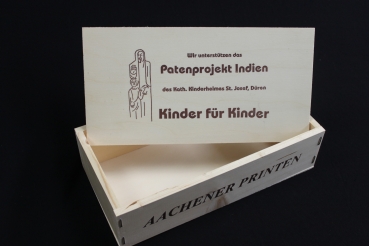 Wir unterstützen das
Patenprojekt Indien
des Kath. Kinderheimes St. Josef, Düren
Kinder für Kinder
AACHENER PRINTEN